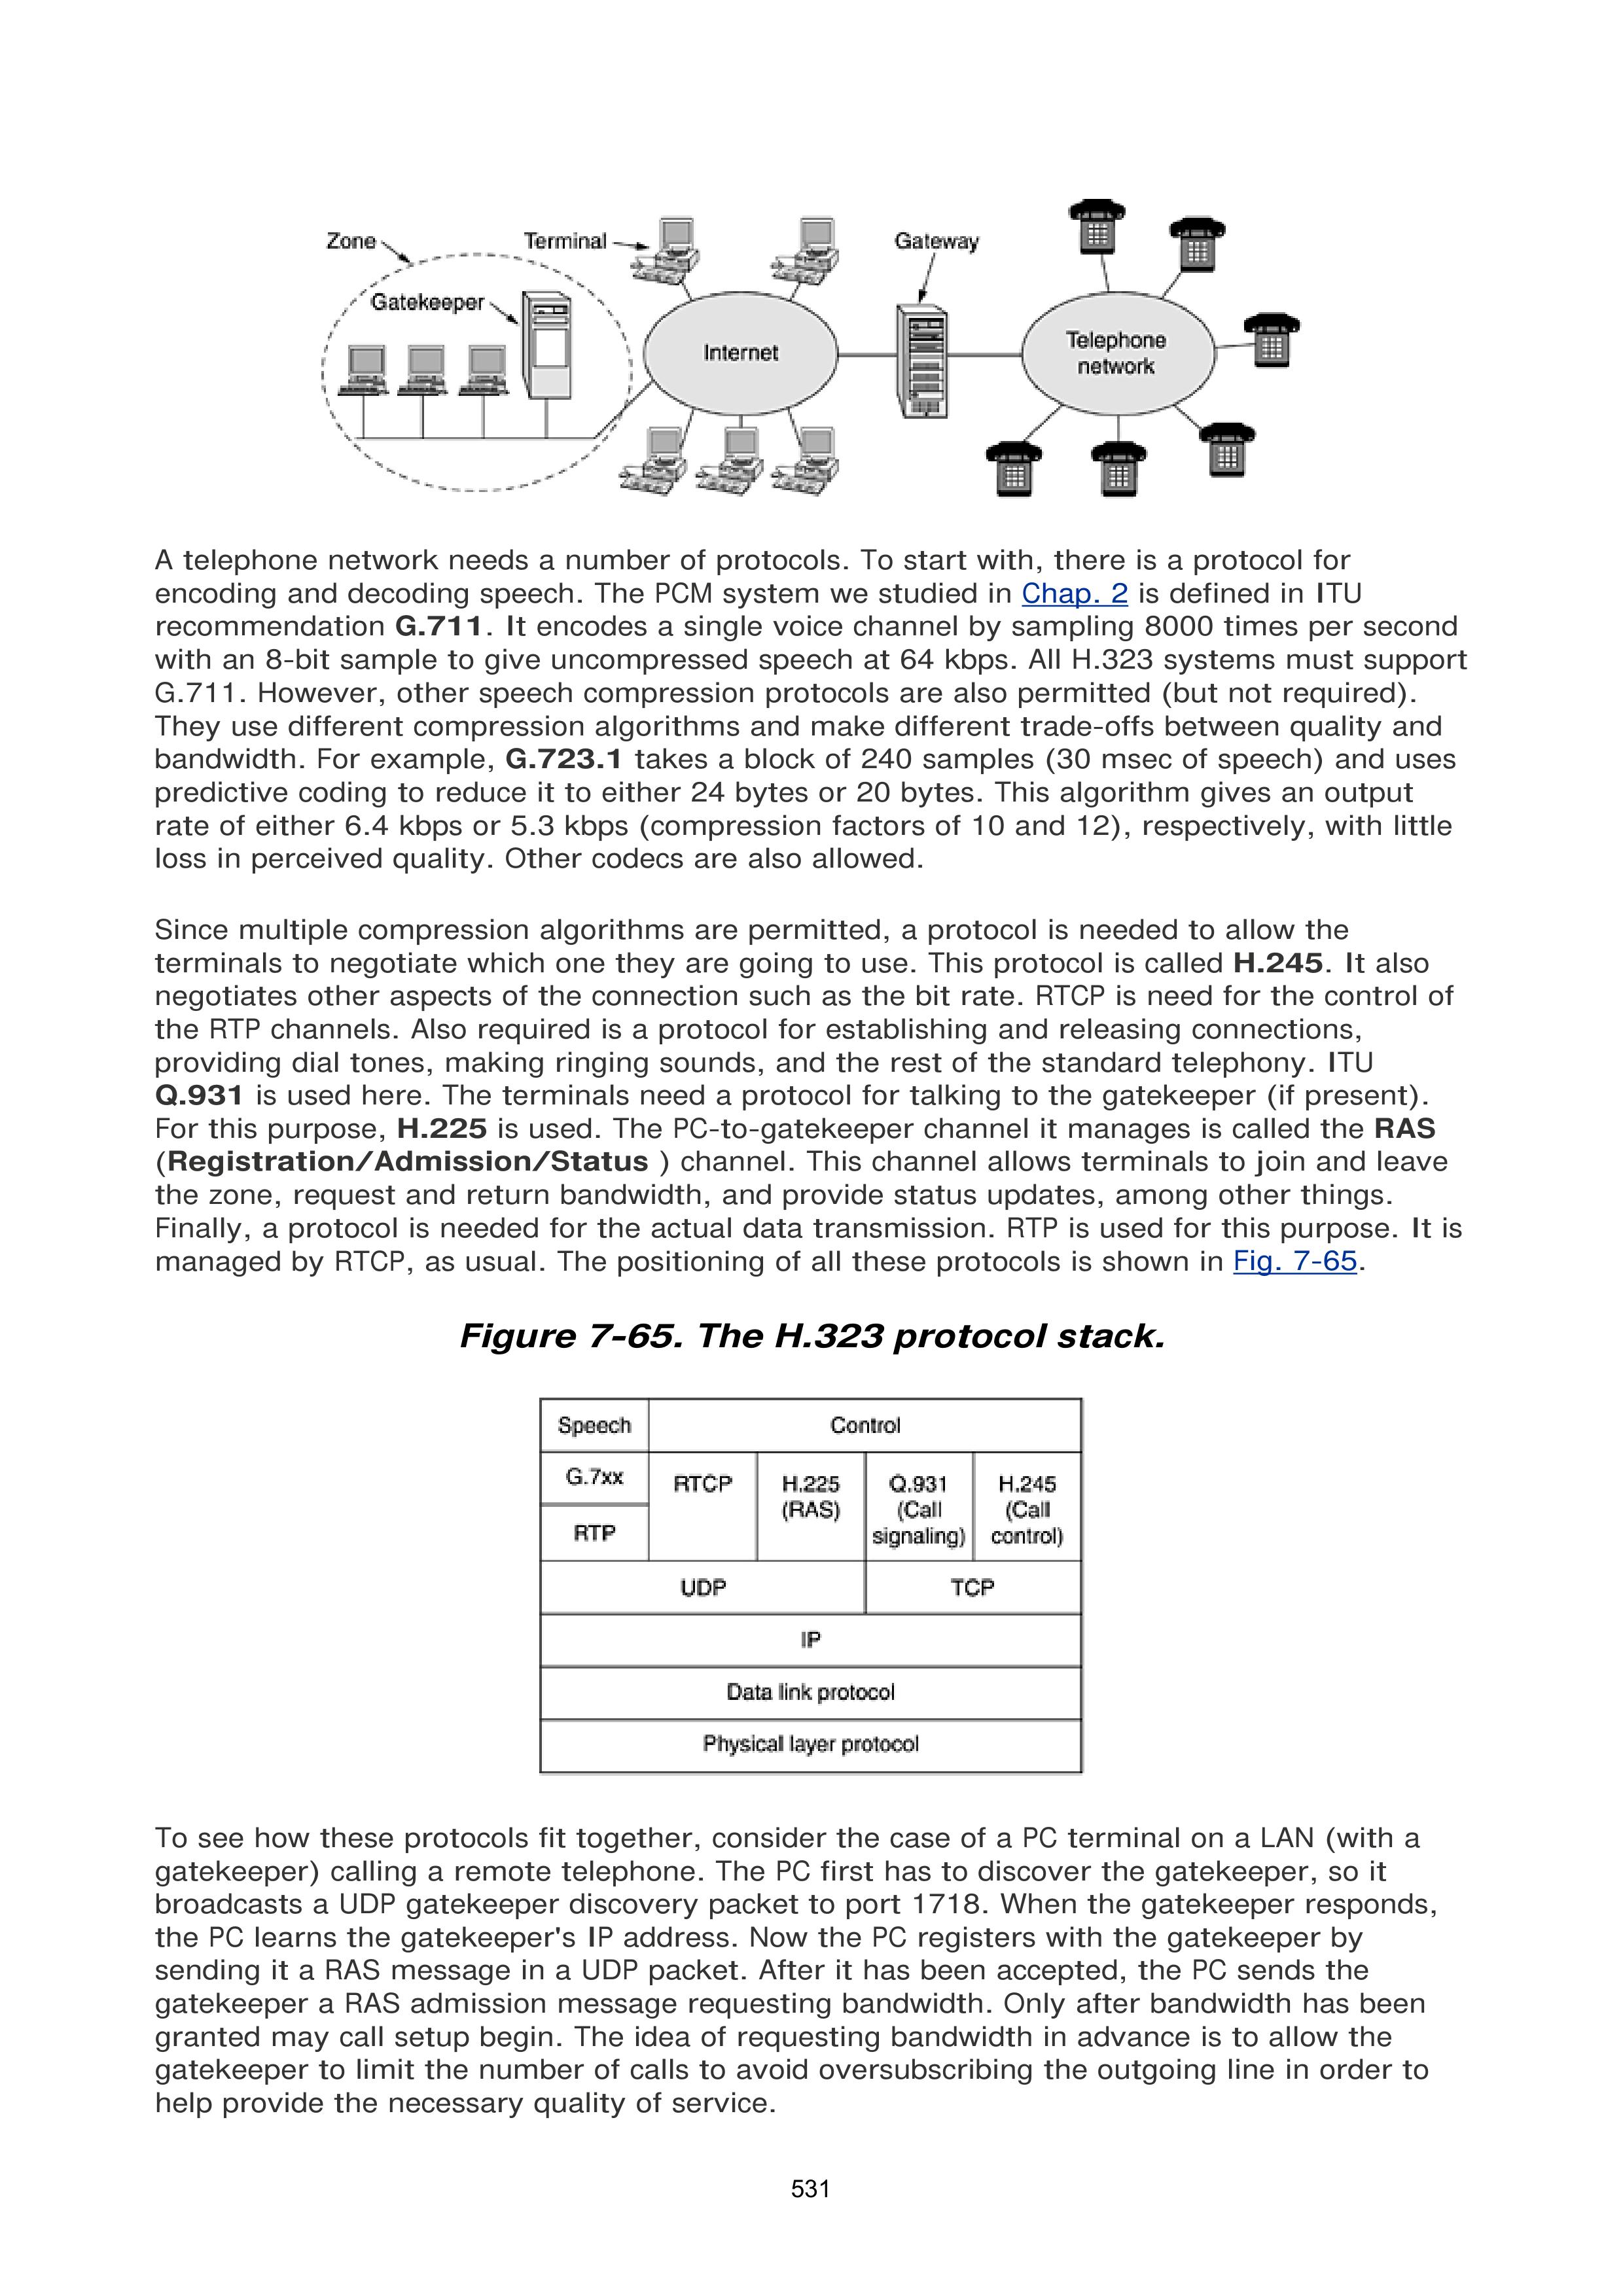 Zone
Terminal
Gateway
Gatekeeper
Internet
Telephone
network
A telephone network needs a number of protocols. To start with, there is a protocol for
encoding and decoding speech. The PCM system we studied in Chap. 2 is defined in ITU
recommendation G.711. It encodes a single voice channel by sampling 8000 times per second
with an 8-bit sample to give uncompressed speech at 64 kbps. All H.323 systems must support
G.711. However, other speech compression protocols are also permitted (but not required).
They use different compression algorithms and make different trade-offs between quality and
bandwidth. For example, G.723.1 takes a block of 240 samples (30 msec of speech) and uses
predictive coding to reduce it to either 24 bytes or 20 bytes. This algorithm gives an output
rate of either 6.4 kbps or 5.3 kbps (compression factors of 10 and 12), respectively, with little
loss in perceived quality. Other codecs are also allowed.
Since multiple compression algorithms are permitted, a protocol is needed to allow the
terminals to negotiate which one they are going to use. This protocol is called H.245. It also
negotiates other aspects of the connection such as the bit rate. RTCP is need for the control of
the RTP channels. Also required is a protocol for establishing and releasing connections,
providing dial tones, making ringing sounds, and the rest of the standard telephony. ITU
Q.931 is used here. The terminals need a protocol for talking to the gatekeeper (if present).
For this purpose, H.225 is used. The PC-to-gatekeeper channel it manages is called the RAS
(Registration/Admission/Status ) channel. This channel allows terminals to join and leave
the zone, request and return bandwidth, and provide status updates, among other things.
Finally, a protocol is needed for the actual data transmission. RTP is used for this purpose. It is
managed by RTCP, as usual. The positioning of all these protocols is shown in Fig. 7-65.
Figure 7-65. The H.323 protocol stack.
Speech
Control
G.7xx
RTP
RTCP
H.225
(RAS)
Q.931
(Call
signaling)
H.245
(Call
control)
UDP
TCP
IP
Data link protocol
Physical layer protocol
To see how these protocols fit together, consider the case of a PC terminal on a LAN (with a
gatekeeper) calling a remote telephone. The PC first has to discover the gatekeeper, so it
broadcasts a UDP gatekeeper discovery packet to port 1718. When the gatekeeper responds,
the PC learns the gatekeeper's IP address. Now the PC registers with the gatekeeper by
sending it a RAS message in a UDP packet. After it has been accepted, the PC sends the
gatekeeper a RAS admission message requesting bandwidth. Only after bandwidth has been
granted may call setup begin. The idea of requesting bandwidth in advance is to allow the
gatekeeper to limit the number of calls to avoid oversubscribing the outgoing line in order to
help provide the necessary quality of service.
531